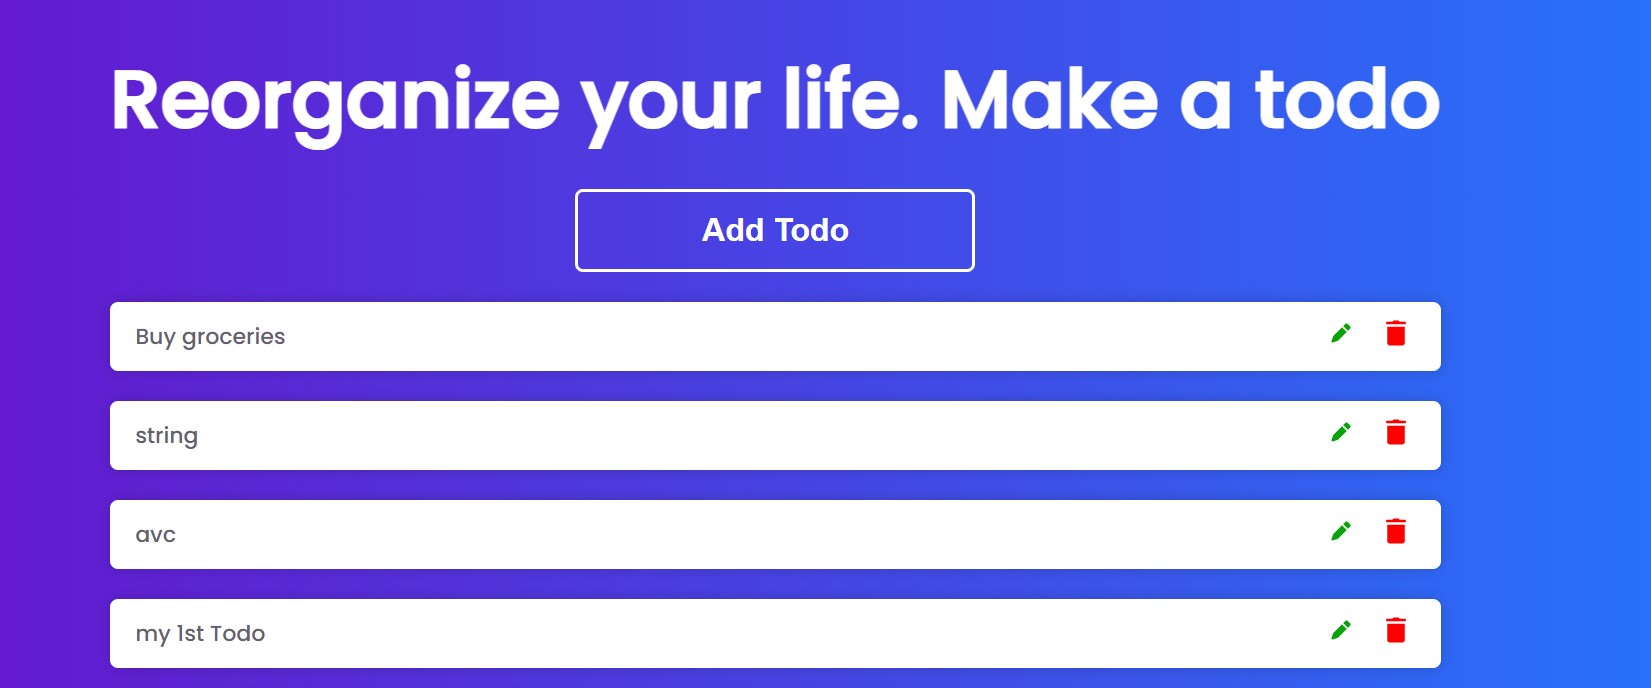 Reorganize your life. Make a todo
Add Todo
Buy groceries
string
avc
my 1st Todo